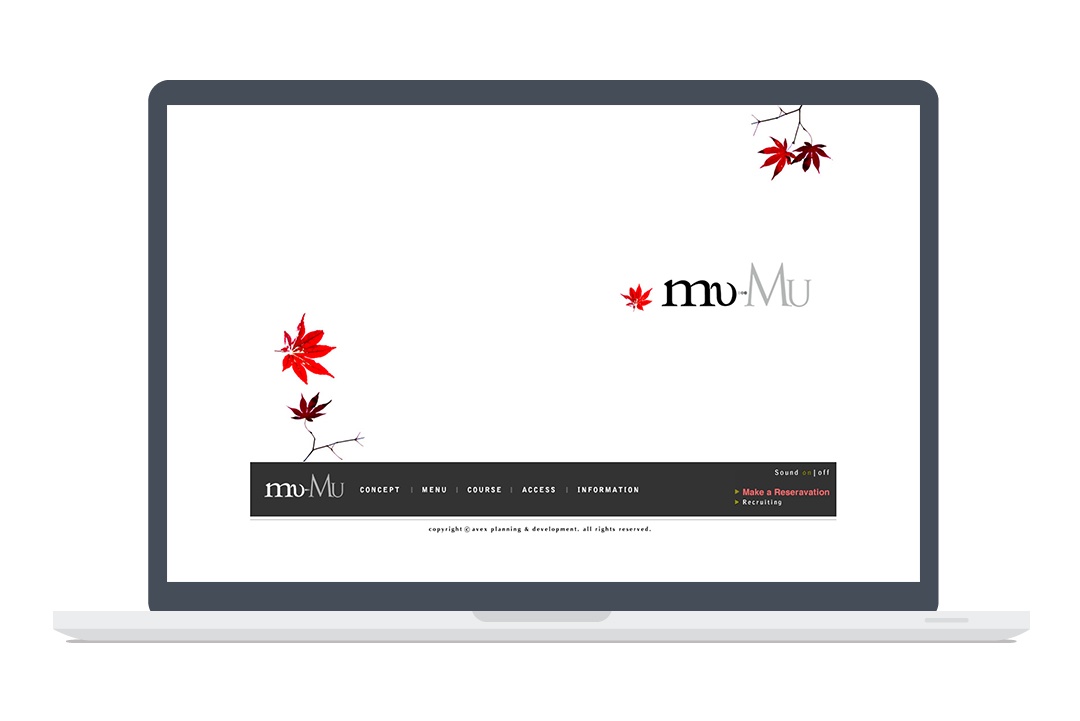 mu-Mu
Sound on|off
mu-Mu CONCEPT | MENU | COURSE | ACCESS | INFORMATION
Make a Reseravation
Recruiting
copyright © avex planning & development. all rights reserved.